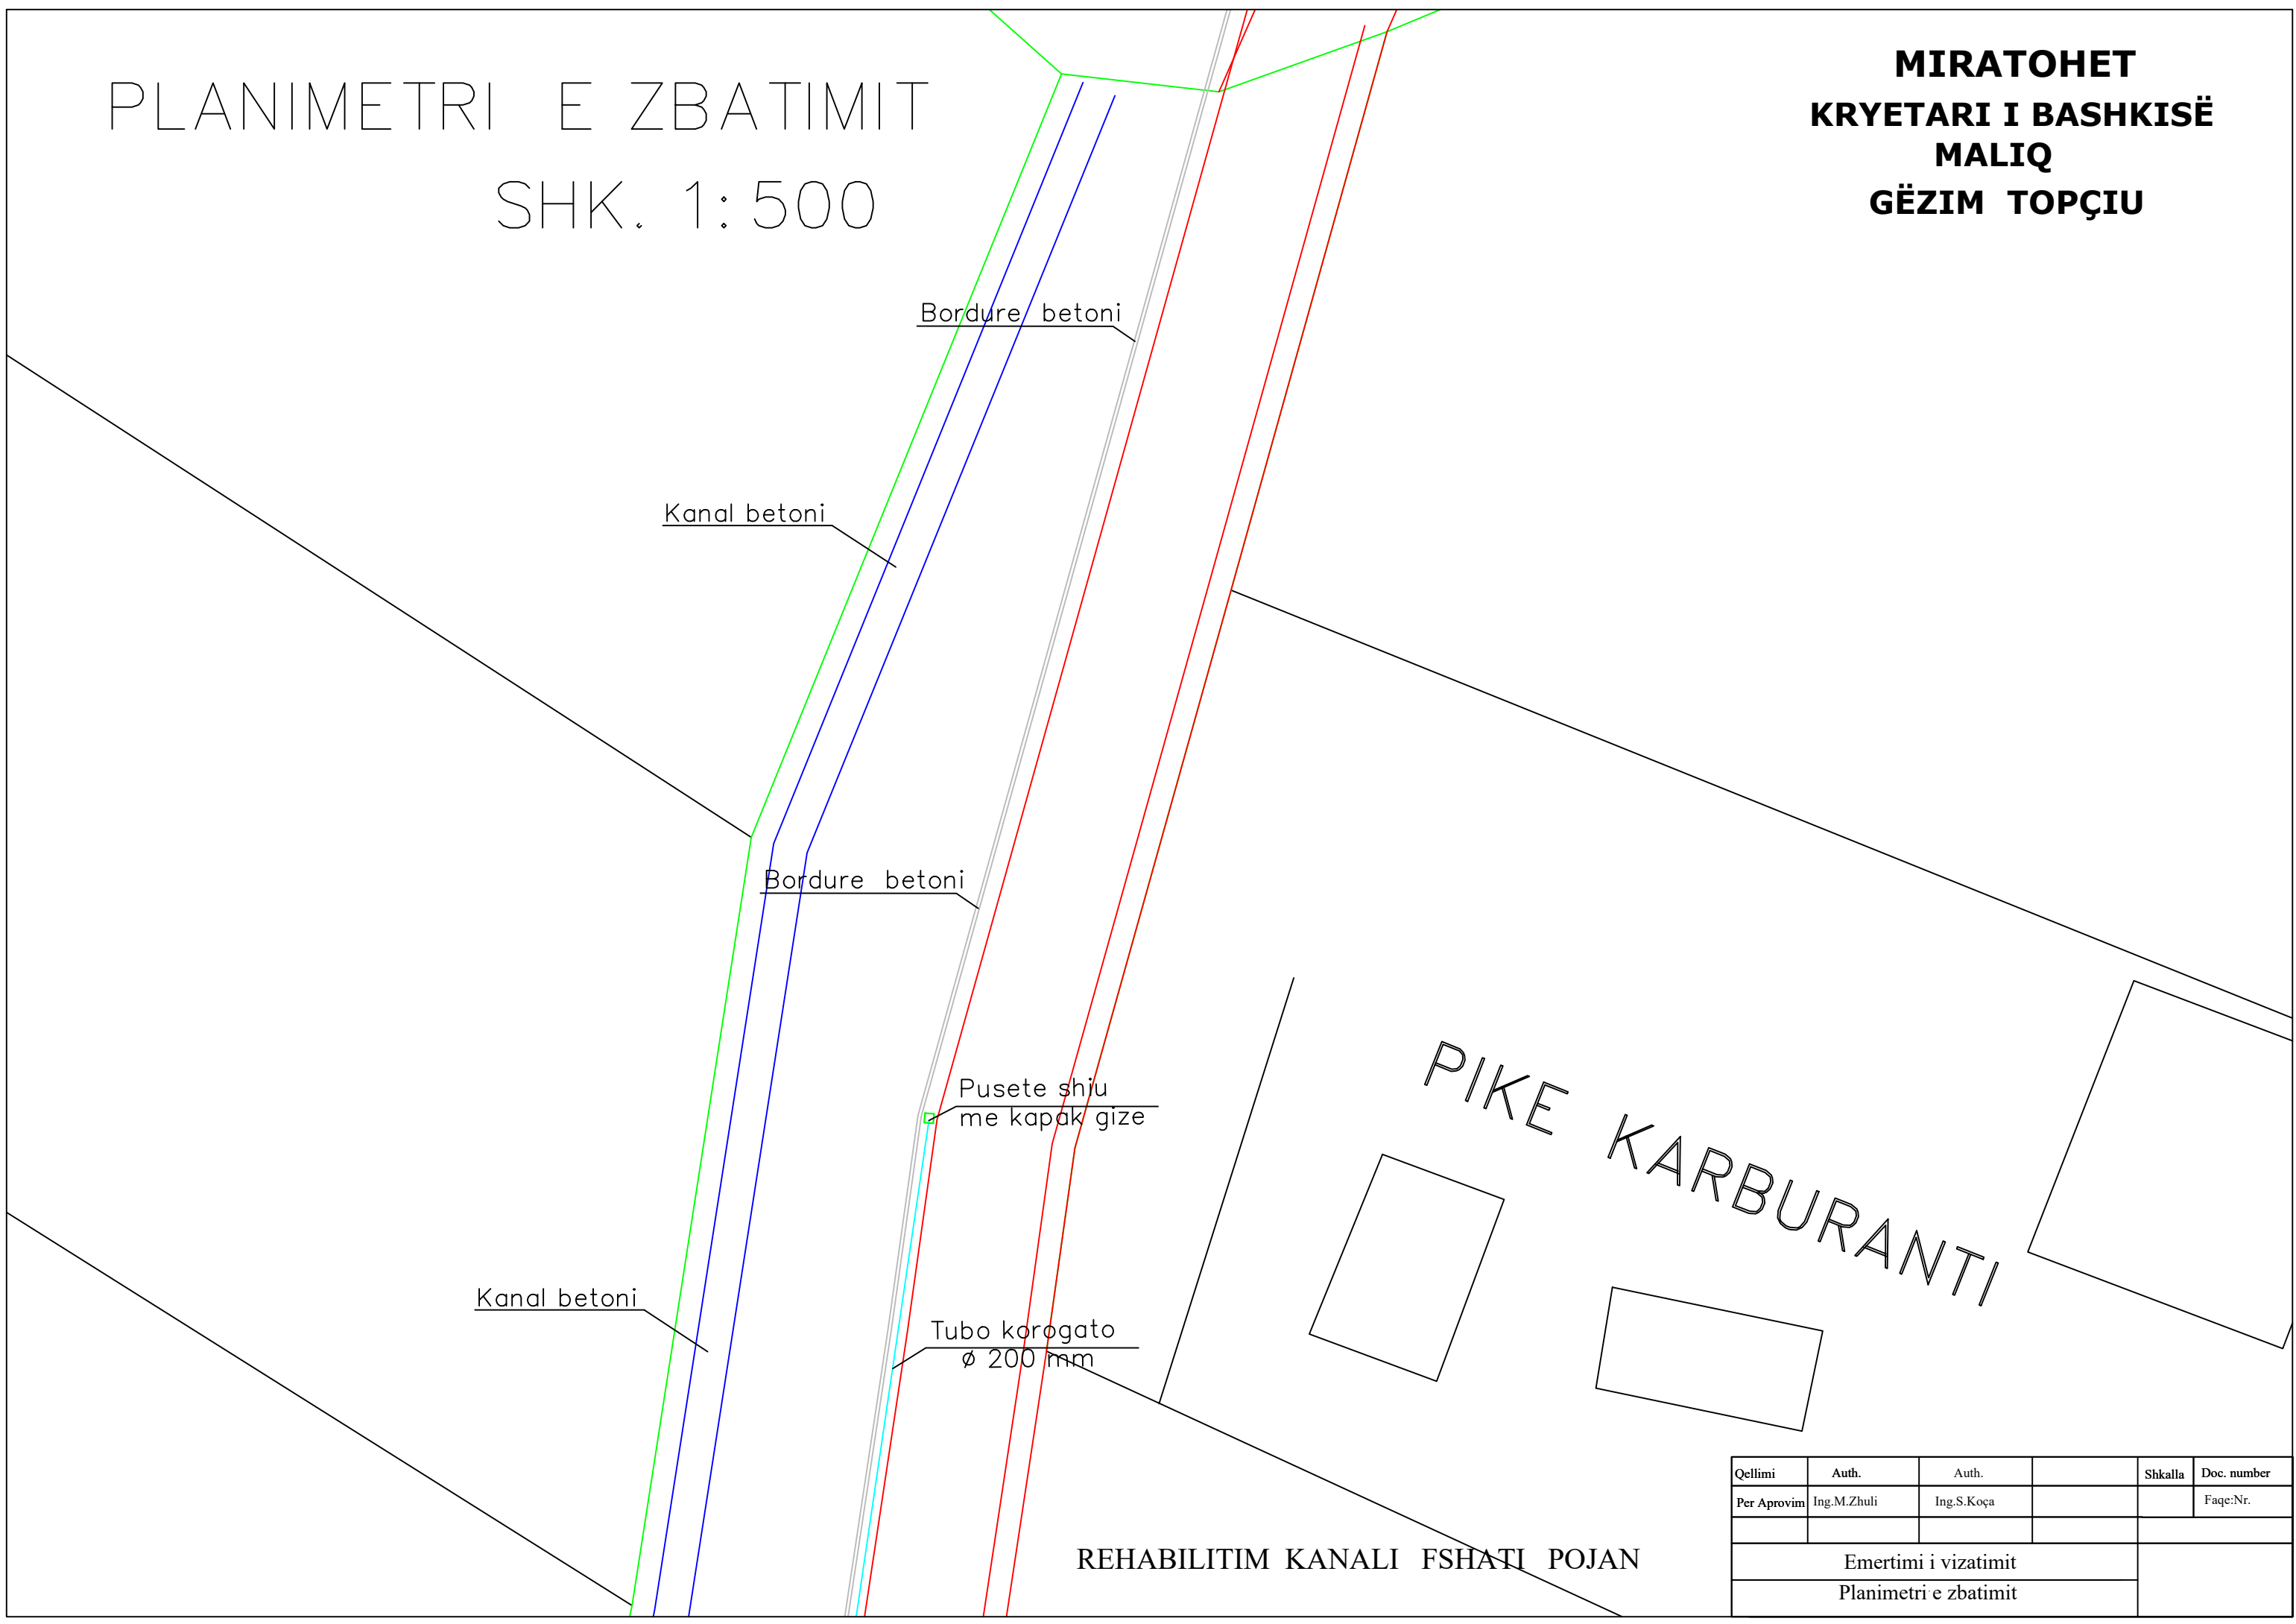 PLANIMETRI E ZBATIMIT
SHK. 1:500
MIRATOHET
KRYETARI I BASHKISË
MALIQ
GËZIM TOPÇIU
Bordure betoni
Kanal betoni
Bordure betoni
Pusete shiu
me kapak gize
PIKE KARBURANTI
Kanal betoni
Tubo korogato
ø 200 mm
REHABILITIM KANALI FSHATI POJAN
Qellimi Auth. Auth. Shkalla Doc. number
Per Aprovim Ing.M.Zhuli Ing.S.Koça Faqe:Nr.
Emertimi i vizatimit
Planimetri e zbatimit